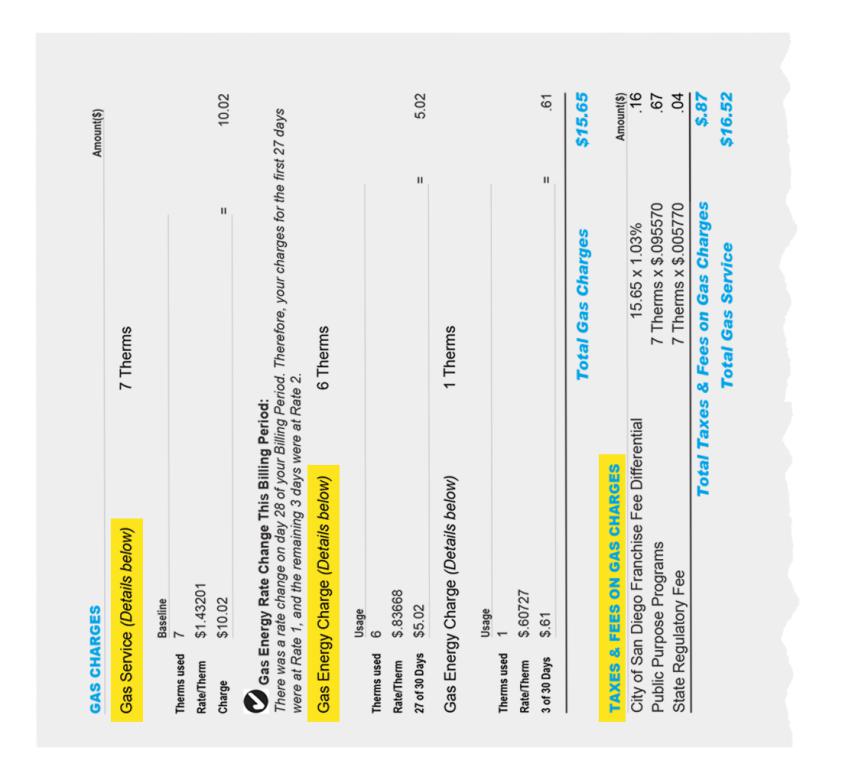 GAS CHARGES Amount($)
Gas Service (Details below) 7 Therms
Baseline
Therms used 7
Rate/Therm $1.43201
Charge $10.02 = 10.02
Gas Energy Rate Change This Billing Period:
There was a rate change on day 28 of your Billing Period. Therefore, your charges for the first 27 days
were at Rate 1, and the remaining 3 days were at Rate 2.
Gas Energy Charge (Details below) 6 Therms
Usage
Therms used 6
Rate/Therm $.83668
27 of 30 Days $5.02 = 5.02
Gas Energy Charge (Details below) 1 Therms
Usage
Therms used 1
Rate/Therm $.60727
3 of 30 Days $.61 = .61
Total Gas Charges $15.65
TAXES & FEES ON GAS CHARGES Amount($)
City of San Diego Franchise Fee Differential 15.65 x 1.03% .16
Public Purpose Programs 7 Therms x $.095570 .67
State Regulatory Fee 7 Therms x $.005770 .04
Total Taxes & Fees on Gas Charges $.87
Total Gas Service $16.52